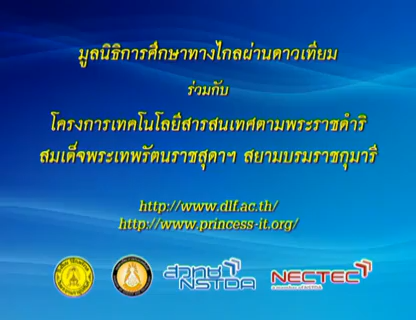 มูลนิธิการศึกษาทางไกลผ่านดาวเทียม
ร่วมกับ
โครงการเทคโนโลยีสารสนเทศตามพระราชดำริ
สมเด็จพระเทพรัตนราชสุดาฯ สยามบรมราชกุมารี
http://www.dlf.ac.th/
http://www.princess-it.org/
สวทช
NSTDA
NECTEC